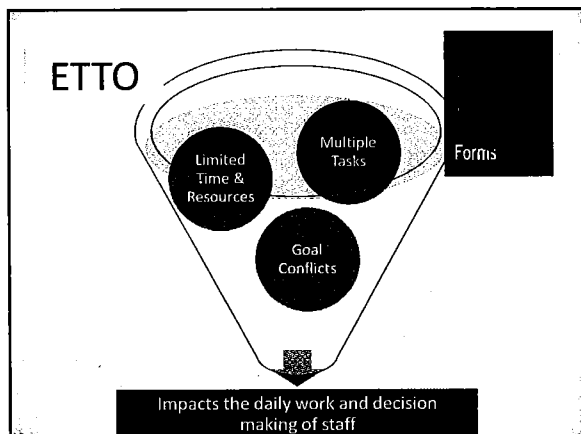 ETTO
Forms
Multiple
Tasks
Limited
Time &
Resources
Goal
Conflicts
Impacts the daily work and decision
making of staff